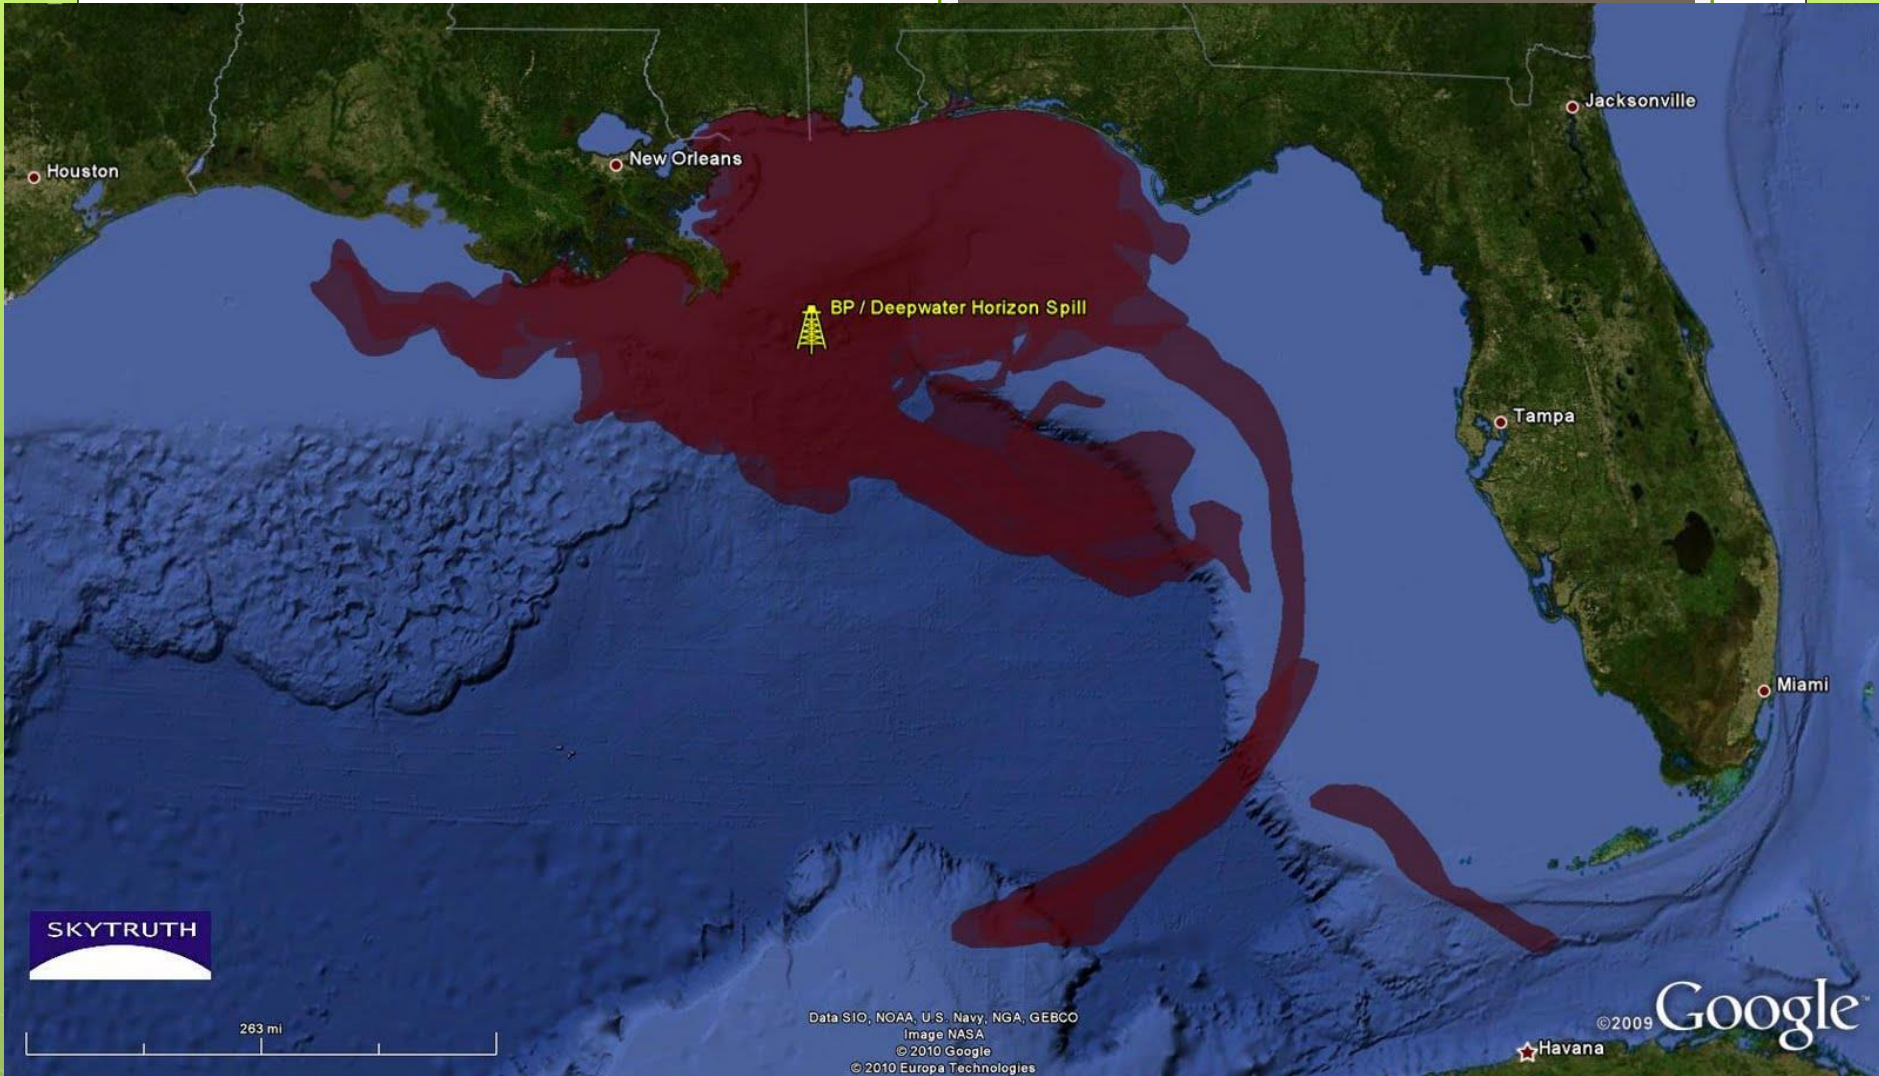 Jacksonville
New Orleans
Houston
BP / Deepwater Horizon Spill
Tampa
Miami
SKYTRUTH
263 mi
Data SIO, NOAA, U.S. Navy, NGA, GEBCO
Image NASA
© 2010 Google
© 2010 Europa Technologies
©2009 Google™
Havana